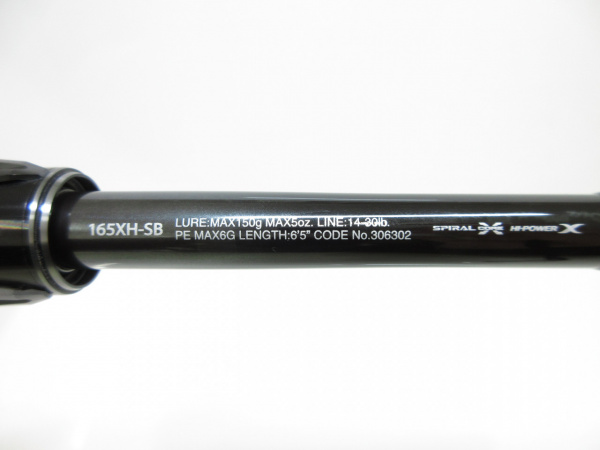 165XH-SB
LURE:MAX150g MAX5oz. LINE:14-30lb.
PE MAX6G LENGTH:6'5" CODE No.306302
SPIRAL X CORE HI-POWER X